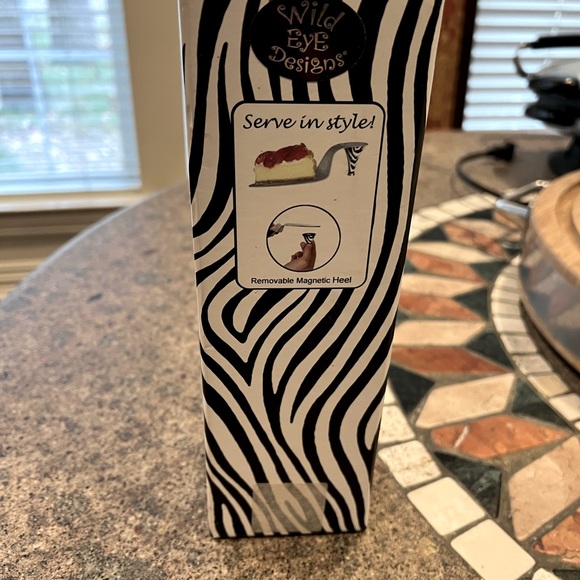 Wild
EyE
Designs®
Serve in style!
Removable Magnetic Heel